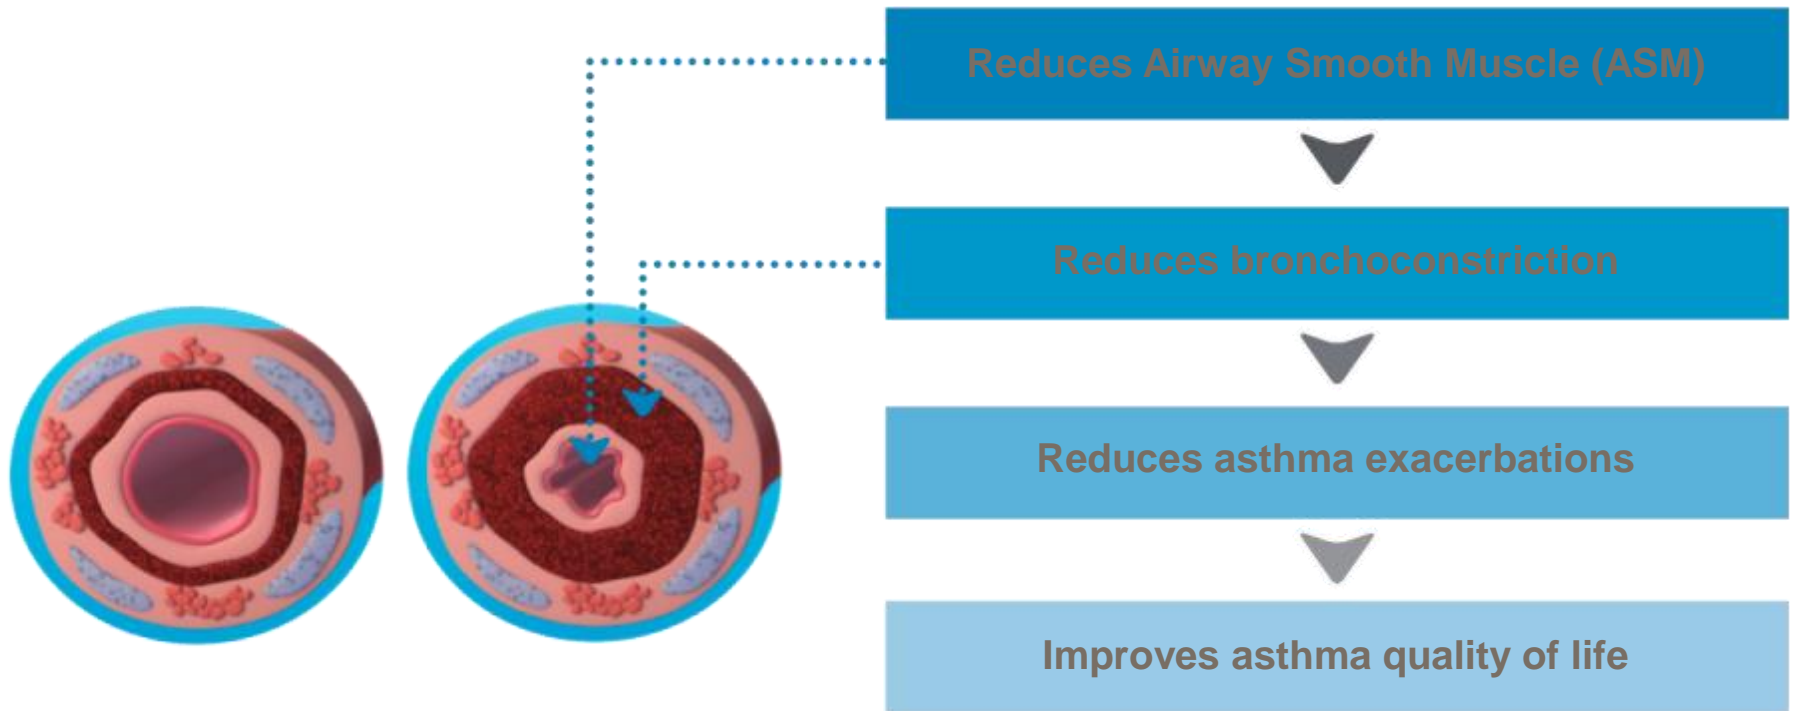 Reduces Airway Smooth Muscle (ASM)
Reduces bronchoconstriction
Reduces asthma exacerbations
Improves asthma quality of life